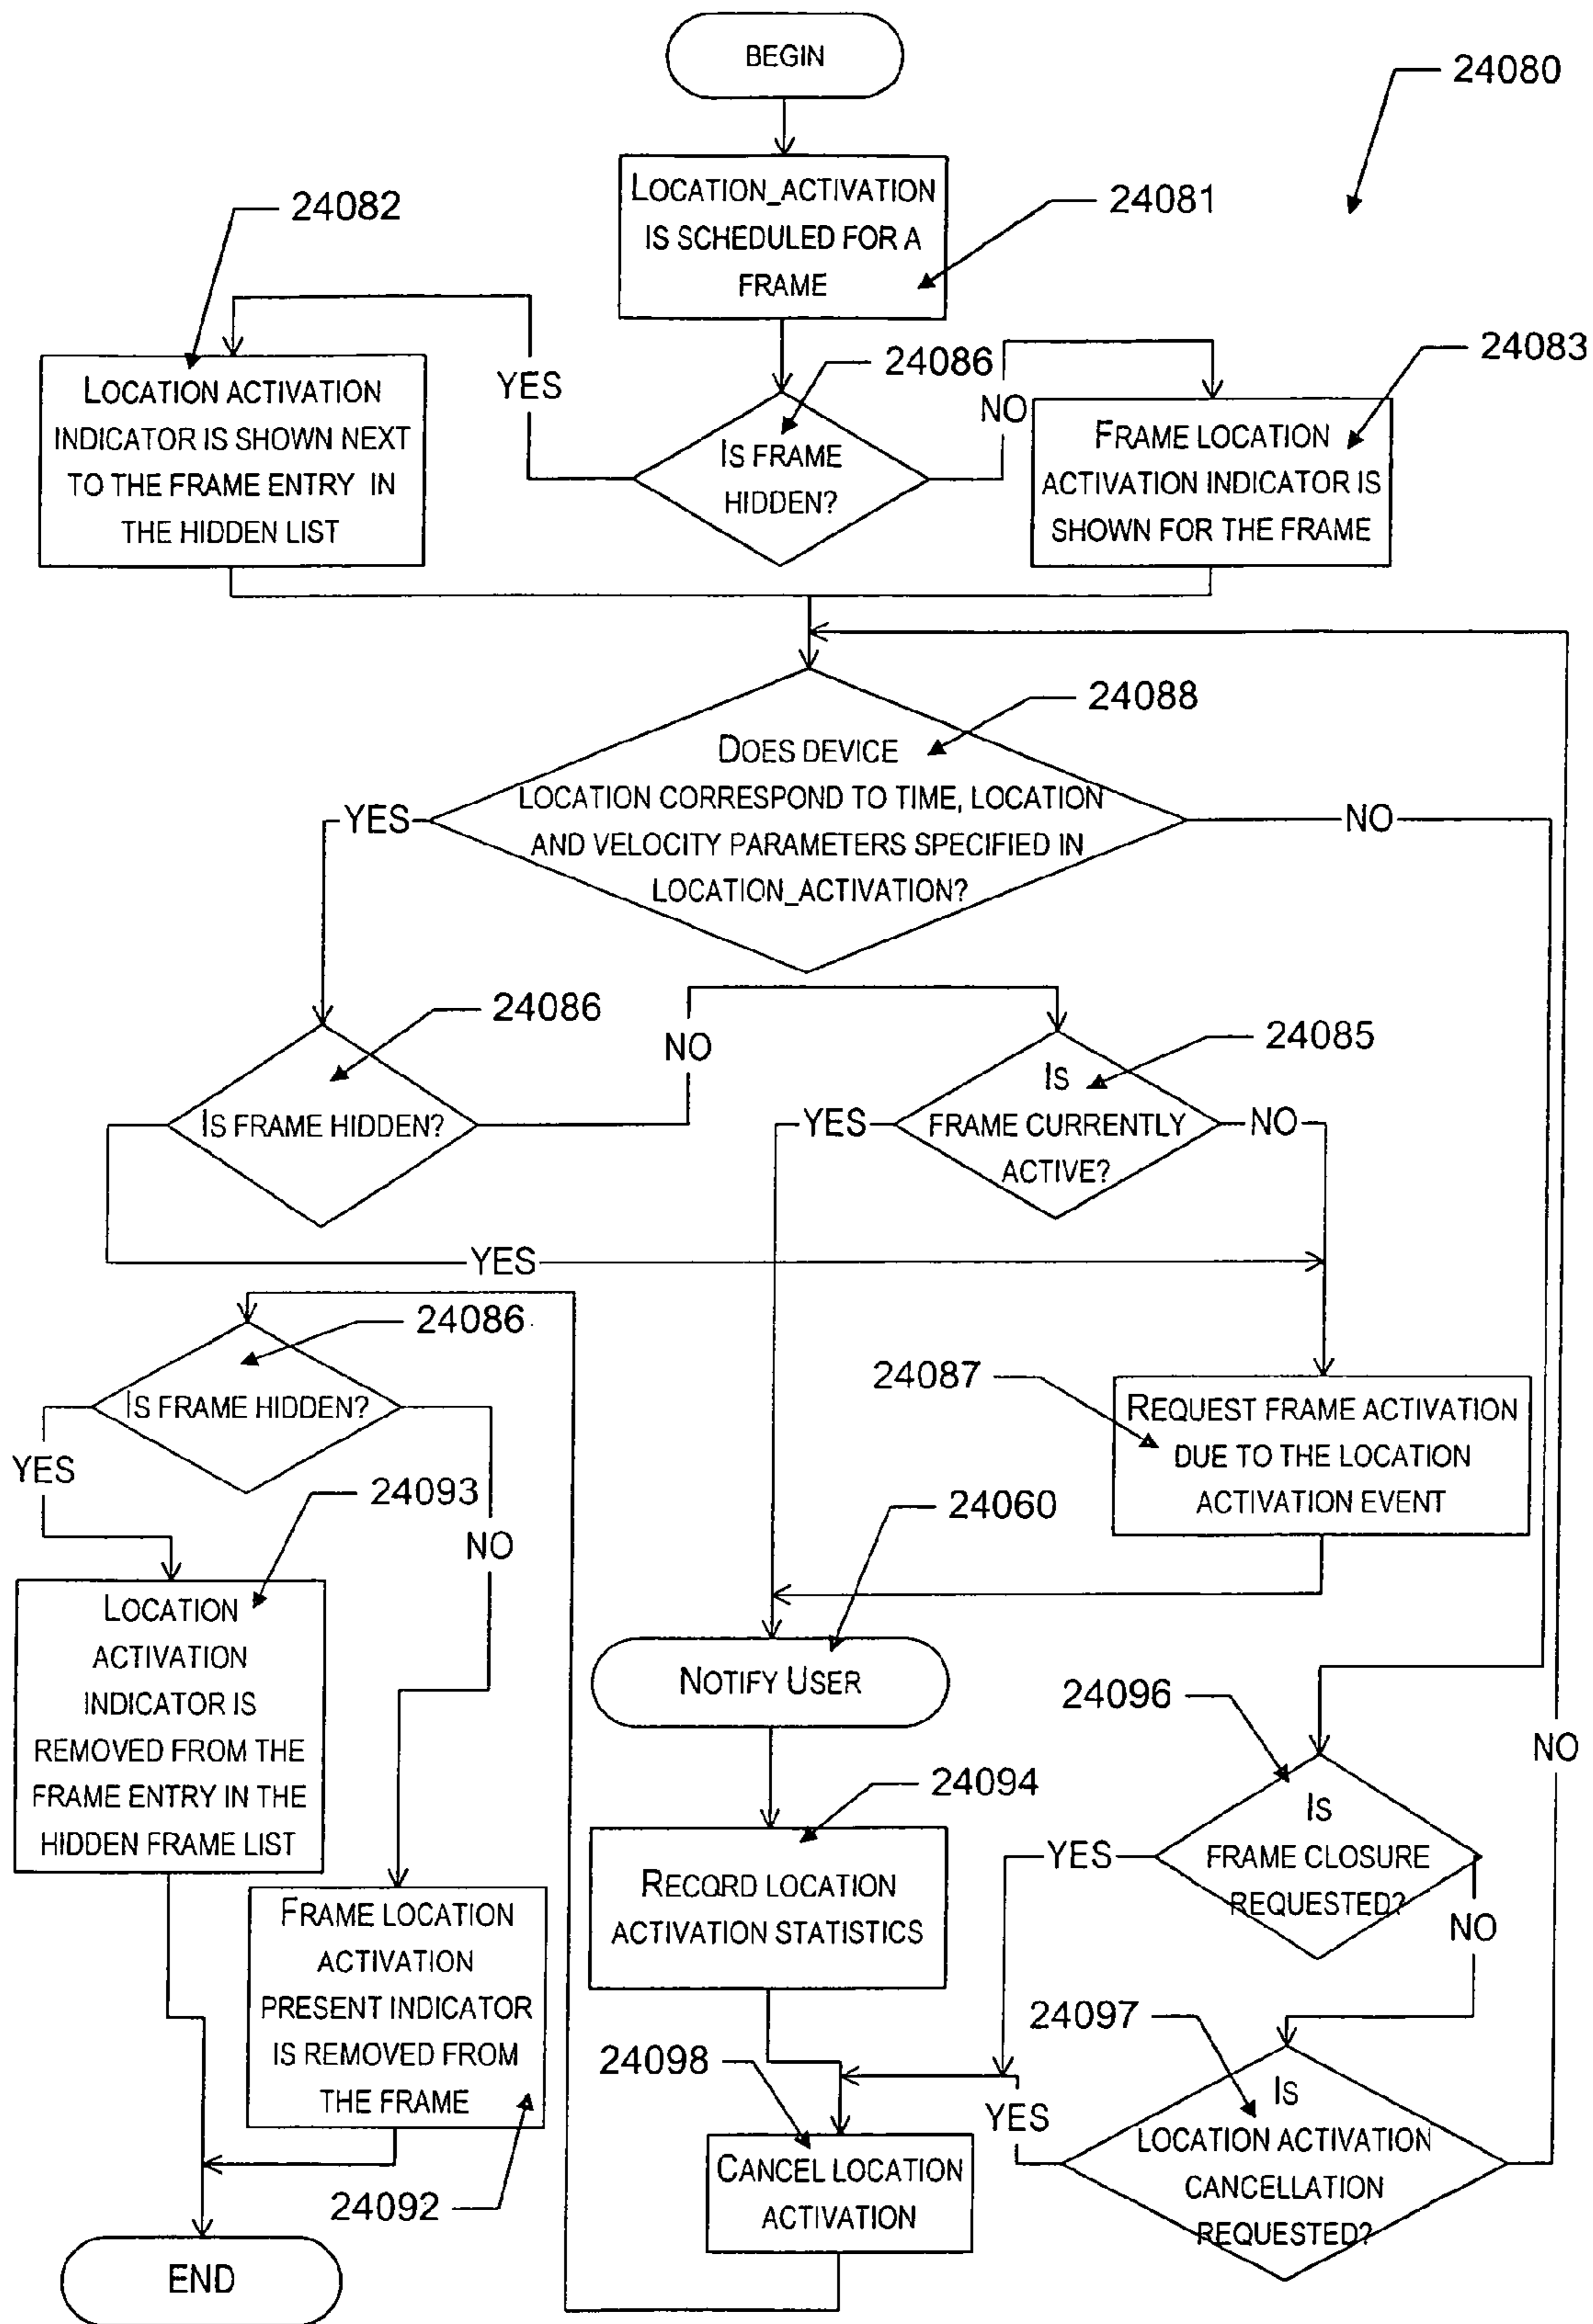 BEGIN
24080
LOCATION_ACTIVATION
IS SCHEDULED FOR A
FRAME
24081
24082
24086
24083
YES
NO
LOCATION ACTIVATION
INDICATOR IS SHOWN NEXT
TO THE FRAME ENTRY IN
THE HIDDEN LIST
IS FRAME
HIDDEN?
FRAME LOCATION
ACTIVATION INDICATOR IS
SHOWN FOR THE FRAME
24088
DOES DEVICE
LOCATION CORRESPOND TO TIME, LOCATION
AND VELOCITY PARAMETERS SPECIFIED IN
LOCATION_ACTIVATION?
YES
NO
24086
NO
24085
IS FRAME HIDDEN?
YES
IS
FRAME CURRENTLY
ACTIVE?
NO
YES
24086
IS FRAME HIDDEN?
24087
REQUEST FRAME ACTIVATION
DUE TO THE LOCATION
ACTIVATION EVENT
YES
24093
NO
24060
LOCATION
ACTIVATION
INDICATOR IS
REMOVED FROM THE
FRAME ENTRY IN THE
HIDDEN FRAME LIST
NOTIFY USER
24096
NO
24094
IS
FRAME CLOSURE
REQUESTED?
YES
NO
RECORD LOCATION
ACTIVATION STATISTICS
FRAME LOCATION
ACTIVATION
PRESENT INDICATOR
IS REMOVED FROM
THE FRAME
24097
24098
YES
IS
LOCATION ACTIVATION
CANCELLATION
REQUESTED?
CANCEL LOCATION
ACTIVATION
24092
END